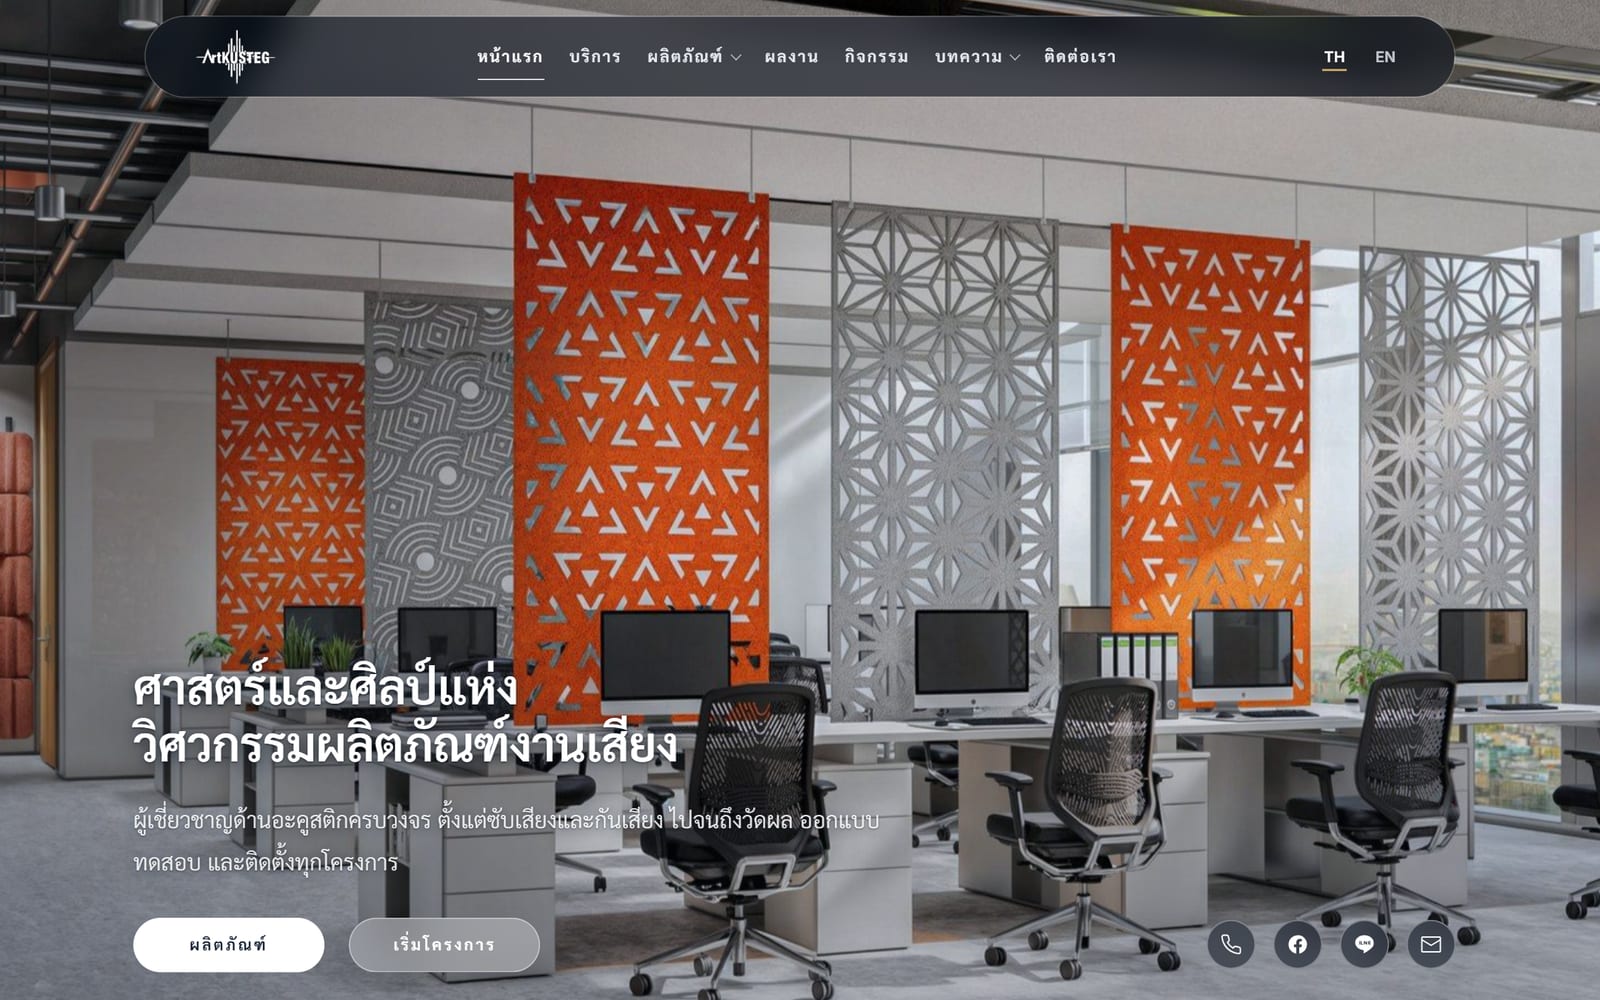 ArtKUSTEG
หน้าแรก บริการ ผลิตภัณฑ์ ผลงาน กิจกรรม บทความ ติดต่อเรา
TH EN
ศาสตร์และศิลป์แห่ง
วิศวกรรมผลิตภัณฑ์งานเสียง
ผู้เชี่ยวชาญด้านอะคูสติกครบวงจร ตั้งแต่ซับเสียงและกันเสียง ไปจนถึงวัดผล ออกแบบ
ทดสอบ และติดตั้งทุกโครงการ
ผลิตภัณฑ์ เริ่มโครงการ
LINE